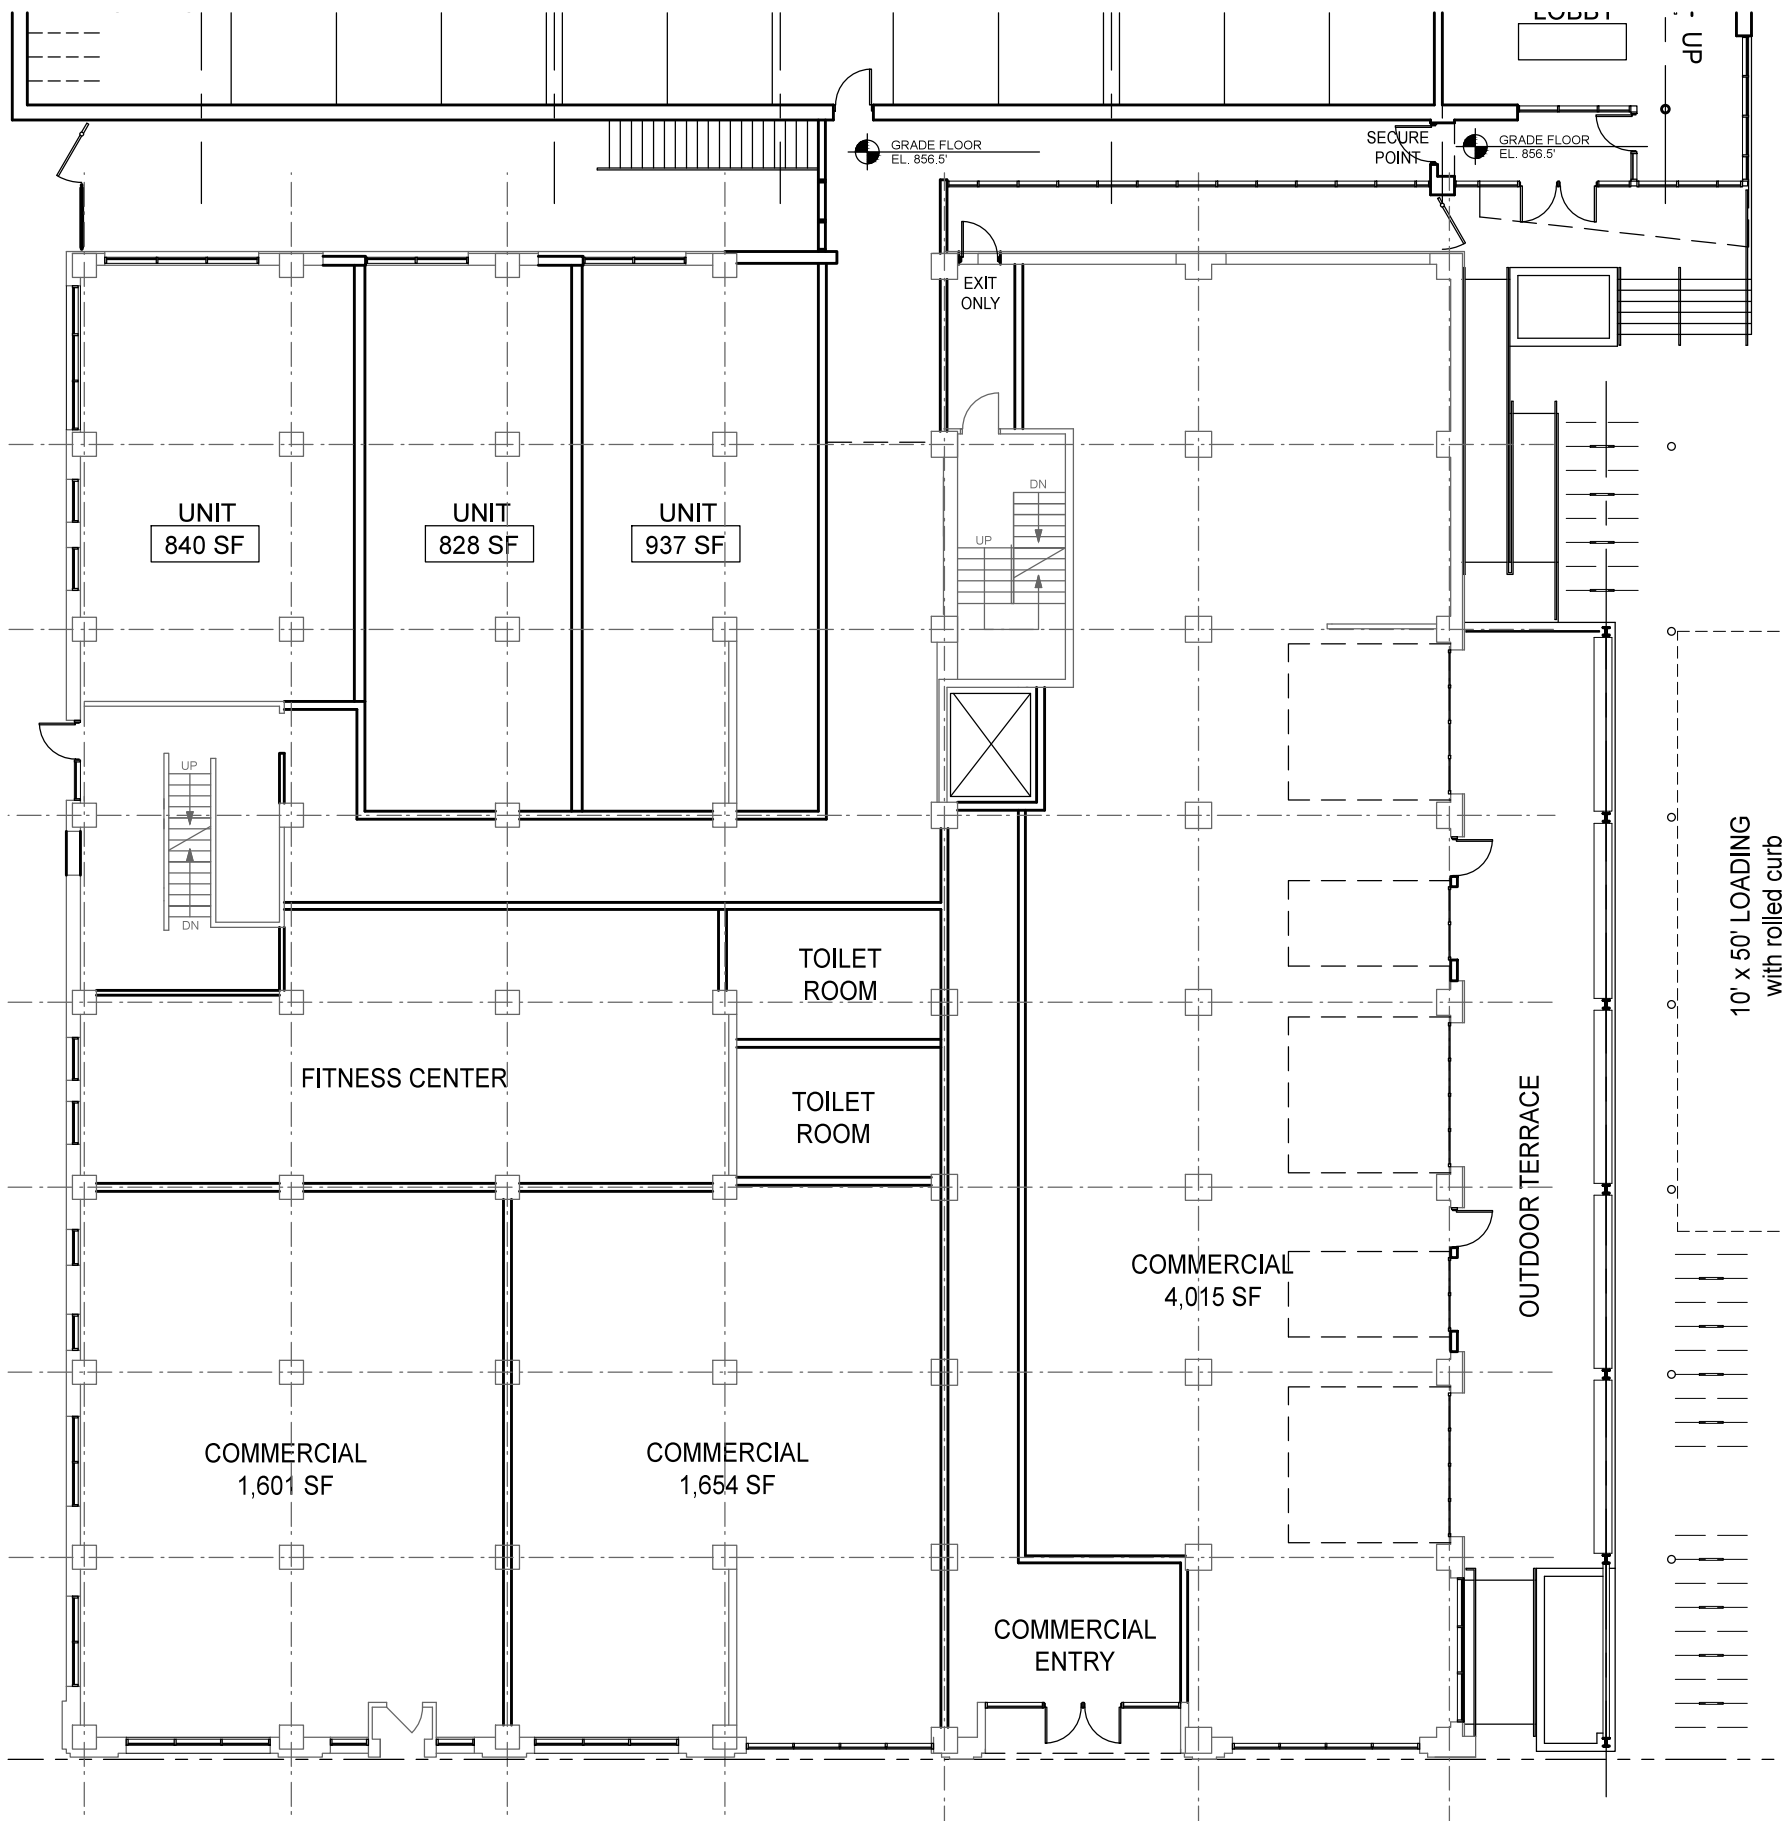 LOBBY
UP
GRADE FLOOR
EL. 856.5'
SECURE
POINT
GRADE FLOOR
EL. 856.5'
EXIT
ONLY
DN
UP
UNIT
840 SF
UNIT
828 SF
UNIT
937 SF
UP
DN
TOILET
ROOM
FITNESS CENTER
TOILET
ROOM
10' x 50' LOADING
with rolled curb
OUTDOOR TERRACE
COMMERCIAL
4,015 SF
COMMERCIAL
1,601 SF
COMMERCIAL
1,654 SF
COMMERCIAL
ENTRY